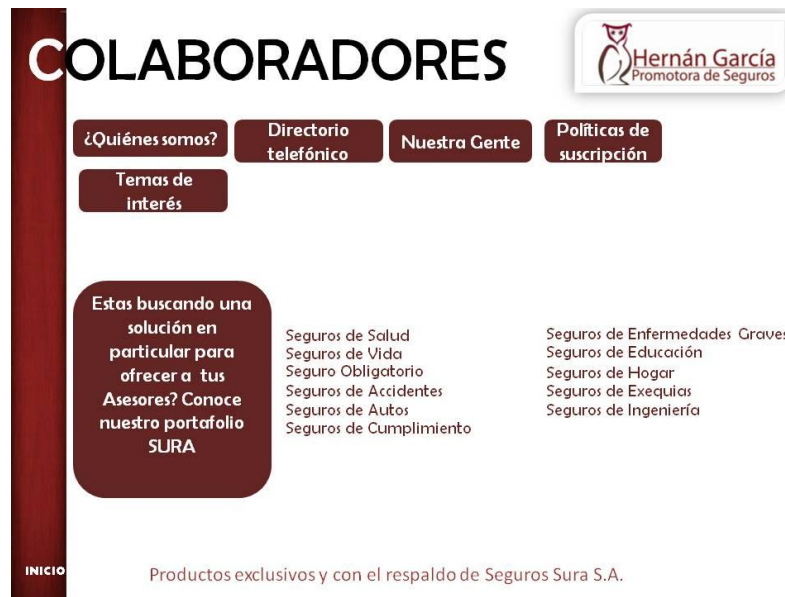 COLABORADORES
Hernán García
Promotora de Seguros
¿Quiénes somos?
Directorio
telefónico
Nuestra Gente
Políticas de
suscripción
Temas de
interés
Estas buscando una
solución en
particular para
ofrecer a tus
Asesores? Conoce
nuestro portafolio
SURA
Seguros de Salud
Seguros de Vida
Seguro Obligatorio
Seguros de Accidentes
Seguros de Autos
Seguros de Cumplimiento
Seguros de Enfermedades Graves
Seguros de Educación
Seguros de Hogar
Seguros de Exequias
Seguros de Ingeniería
INICIO
Productos exclusivos y con el respaldo de Seguros Sura S.A.